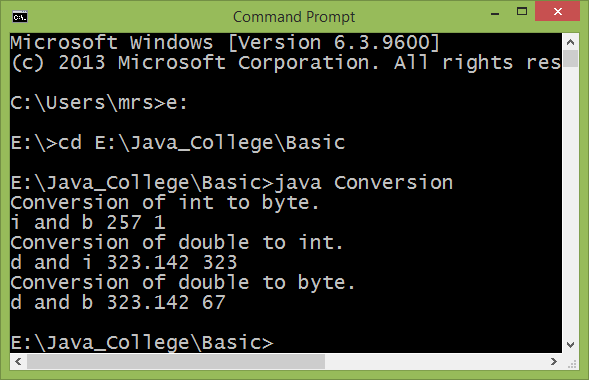 Command Prompt
Microsoft Windows [Version 6.3.9600]
(c) 2013 Microsoft Corporation. All rights res
C:\Users\mrs>e:
E:\>cd E:\Java_College\Basic
E:\Java_College\Basic>java Conversion
Conversion of int to byte.
i and b 257 1
Conversion of double to int.
d and i 323.142 323
Conversion of double to byte.
d and b 323.142 67
E:\Java_College\Basic>